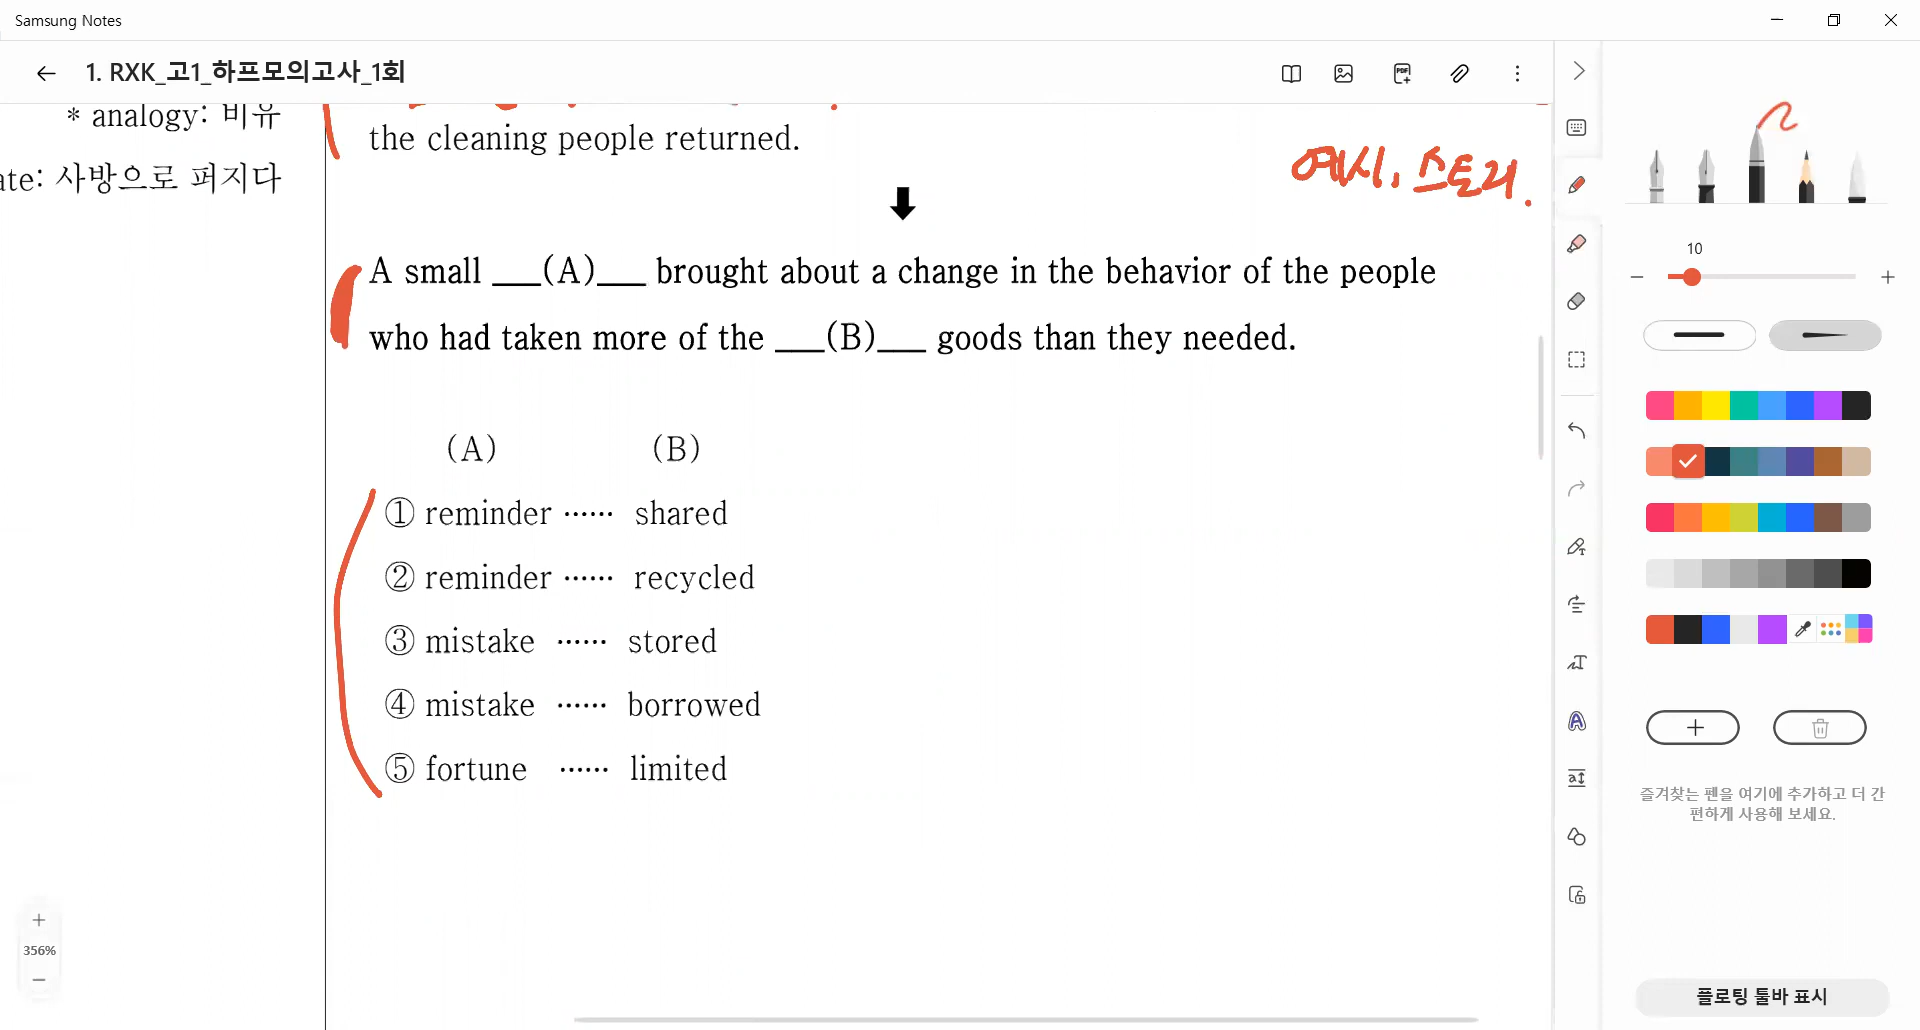 Samsung Notes
1. RXK_고1_하프모의고사_1회
* analogy: 비유
ate: 사방으로 퍼지다
the cleaning people returned.
예시, 스토리.
A small ___(A)___ brought about a change in the behavior of the people
who had taken more of the ___(B)___ goods than they needed.
(A) (B)
① reminder ······ shared
② reminder ······ recycled
③ mistake ······ stored
④ mistake ······ borrowed
⑤ fortune ······ limited
356%
10
즐겨찾는 펜을 여기에 추가하고 더 간
편하게 사용해 보세요.
플로팅 툴바 표시